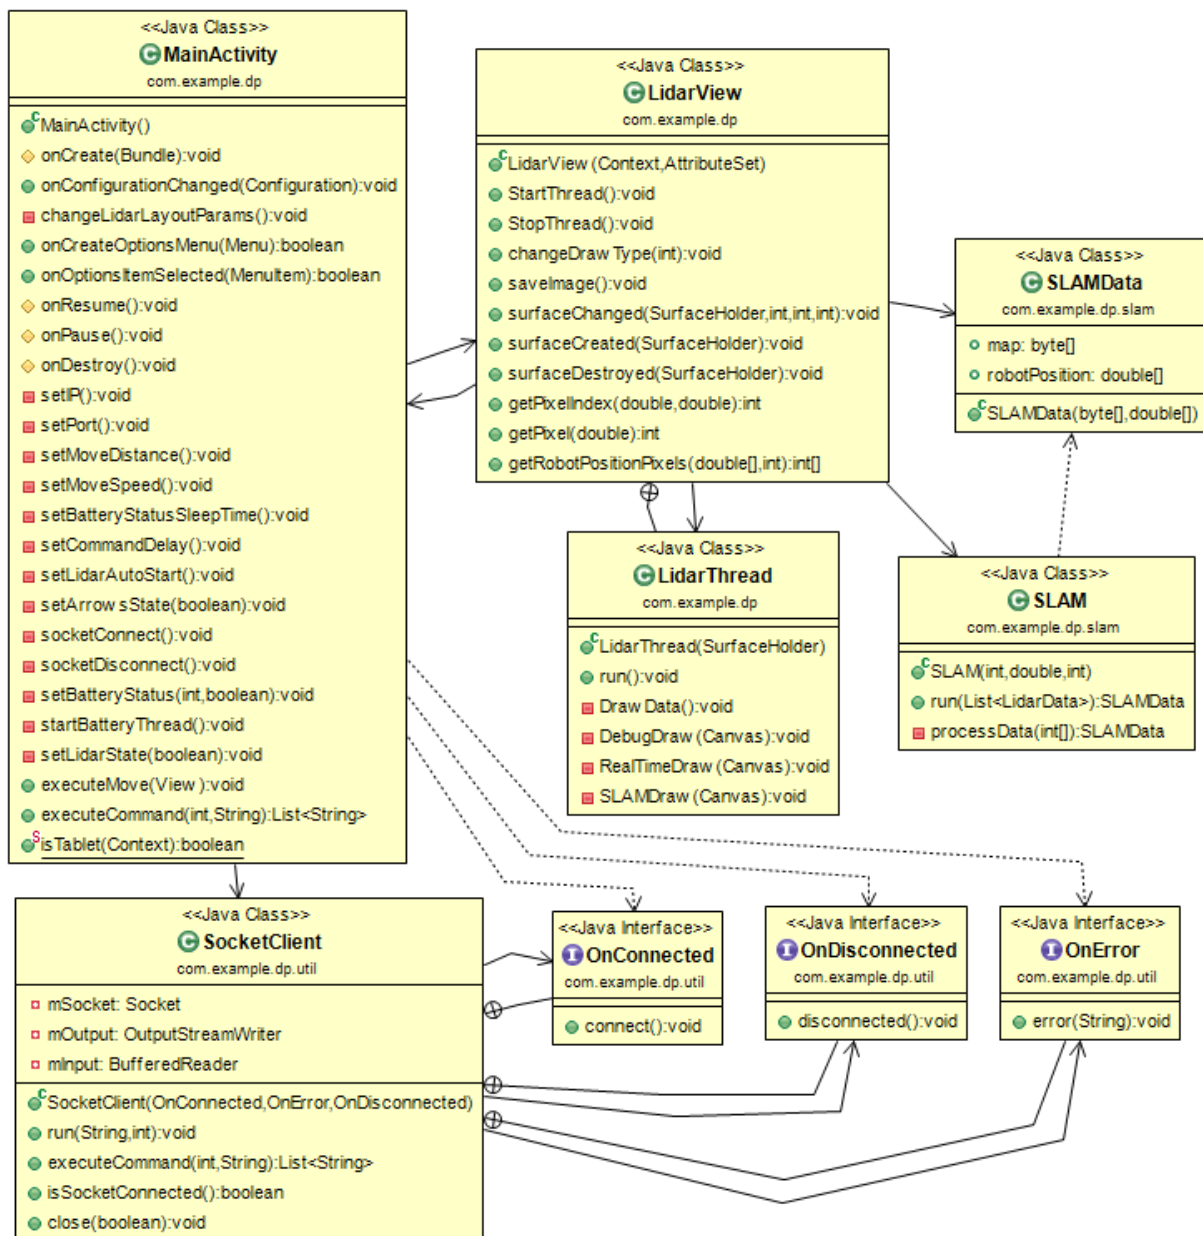 <<Java Class>>
MainActivity
com.example.dp
MainActivity()
onCreate(Bundle):void
onConfigurationChanged(Configuration):void
changeLidarLayoutParams():void
onCreateOptionsMenu(Menu):boolean
onOptionsItemSelected(MenuItem):boolean
onResume():void
onPause():void
onDestroy():void
setIP():void
setPort():void
setMoveDistance():void
setMoveSpeed():void
setBatteryStatusSleepTime():void
setCommandDelay():void
setLidarAutoStart():void
setArrowsState(boolean):void
socketConnect():void
socketDisconnect():void
setBatteryStatus(int,boolean):void
startBatteryThread():void
setLidarState(boolean):void
executeMove(View):void
executeCommand(int,String):List<String>
isTablet(Context):boolean
<<Java Class>>
LidarView
com.example.dp
LidarView(Context,AttributeSet)
StartThread():void
StopThread():void
changeDrawType(int):void
saveImage():void
surfaceChanged(SurfaceHolder,int,int,int):void
surfaceCreated(SurfaceHolder):void
surfaceDestroyed(SurfaceHolder):void
getPixelIndex(double,double):int
getPixel(double):int
getRobotPositionPixels(double[],int):int[]
<<Java Class>>
SLAMData
com.example.dp.slam
map: byte[]
robotPosition: double[]
SLAMData(byte[],double[])
<<Java Class>>
LidarThread
com.example.dp
LidarThread(SurfaceHolder)
run():void
DrawData():void
DebugDraw(Canvas):void
RealTimeDraw(Canvas):void
SLAMDraw(Canvas):void
<<Java Class>>
SLAM
com.example.dp.slam
SLAM(int,double,int)
run(List<LidarData>):SLAMData
processData(int[]):SLAMData
<<Java Class>>
SocketClient
com.example.dp.util
mSocket: Socket
mOutput: OutputStreamWriter
mInput: BufferedReader
SocketClient(OnConnected,OnError,OnDisconnected)
run(String,int):void
executeCommand(int,String):List<String>
isSocketConnected():boolean
close(boolean):void
<<Java Interface>>
OnConnected
com.example.dp.util
connect():void
<<Java Interface>>
OnDisconnected
com.example.dp.util
disconnected():void
<<Java Interface>>
OnError
com.example.dp.util
error(String):void